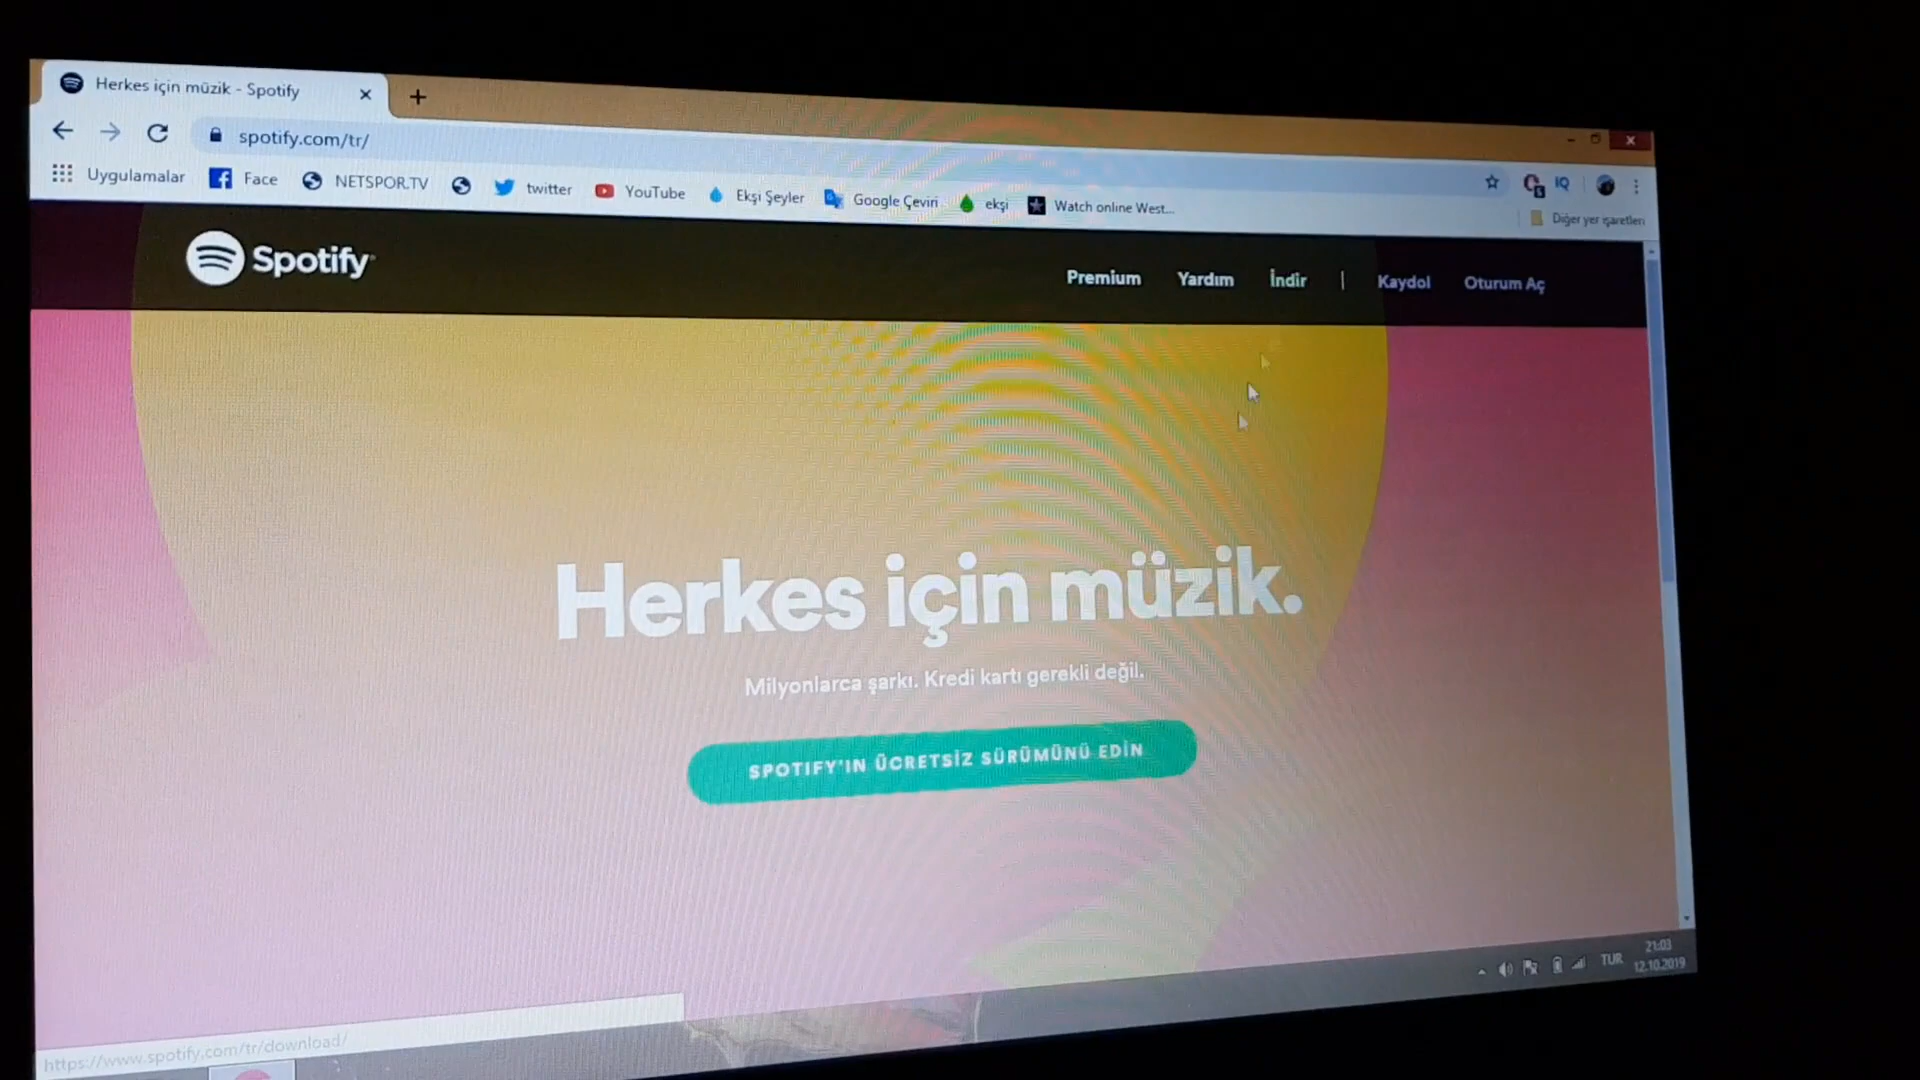 Herkes için müzik - Spotify
spotify.com/tr/
Uygulamalar Face NETSPOR.TV twitter YouTube Ekşi Şeyler Google Çeviri ekşi Watch online West...
IQ
Diğer yer işaretleri
Spotify
Premium Yardım İndir | Kaydol Oturum Aç
Herkes için müzik.
Milyonlarca şarkı. Kredi kartı gerekli değil.
SPOTIFY'IN ÜCRETSİZ SÜRÜMÜNÜ EDİN
TUR
21:03
12.10.2019
https://www.spotify.com/tr/download/